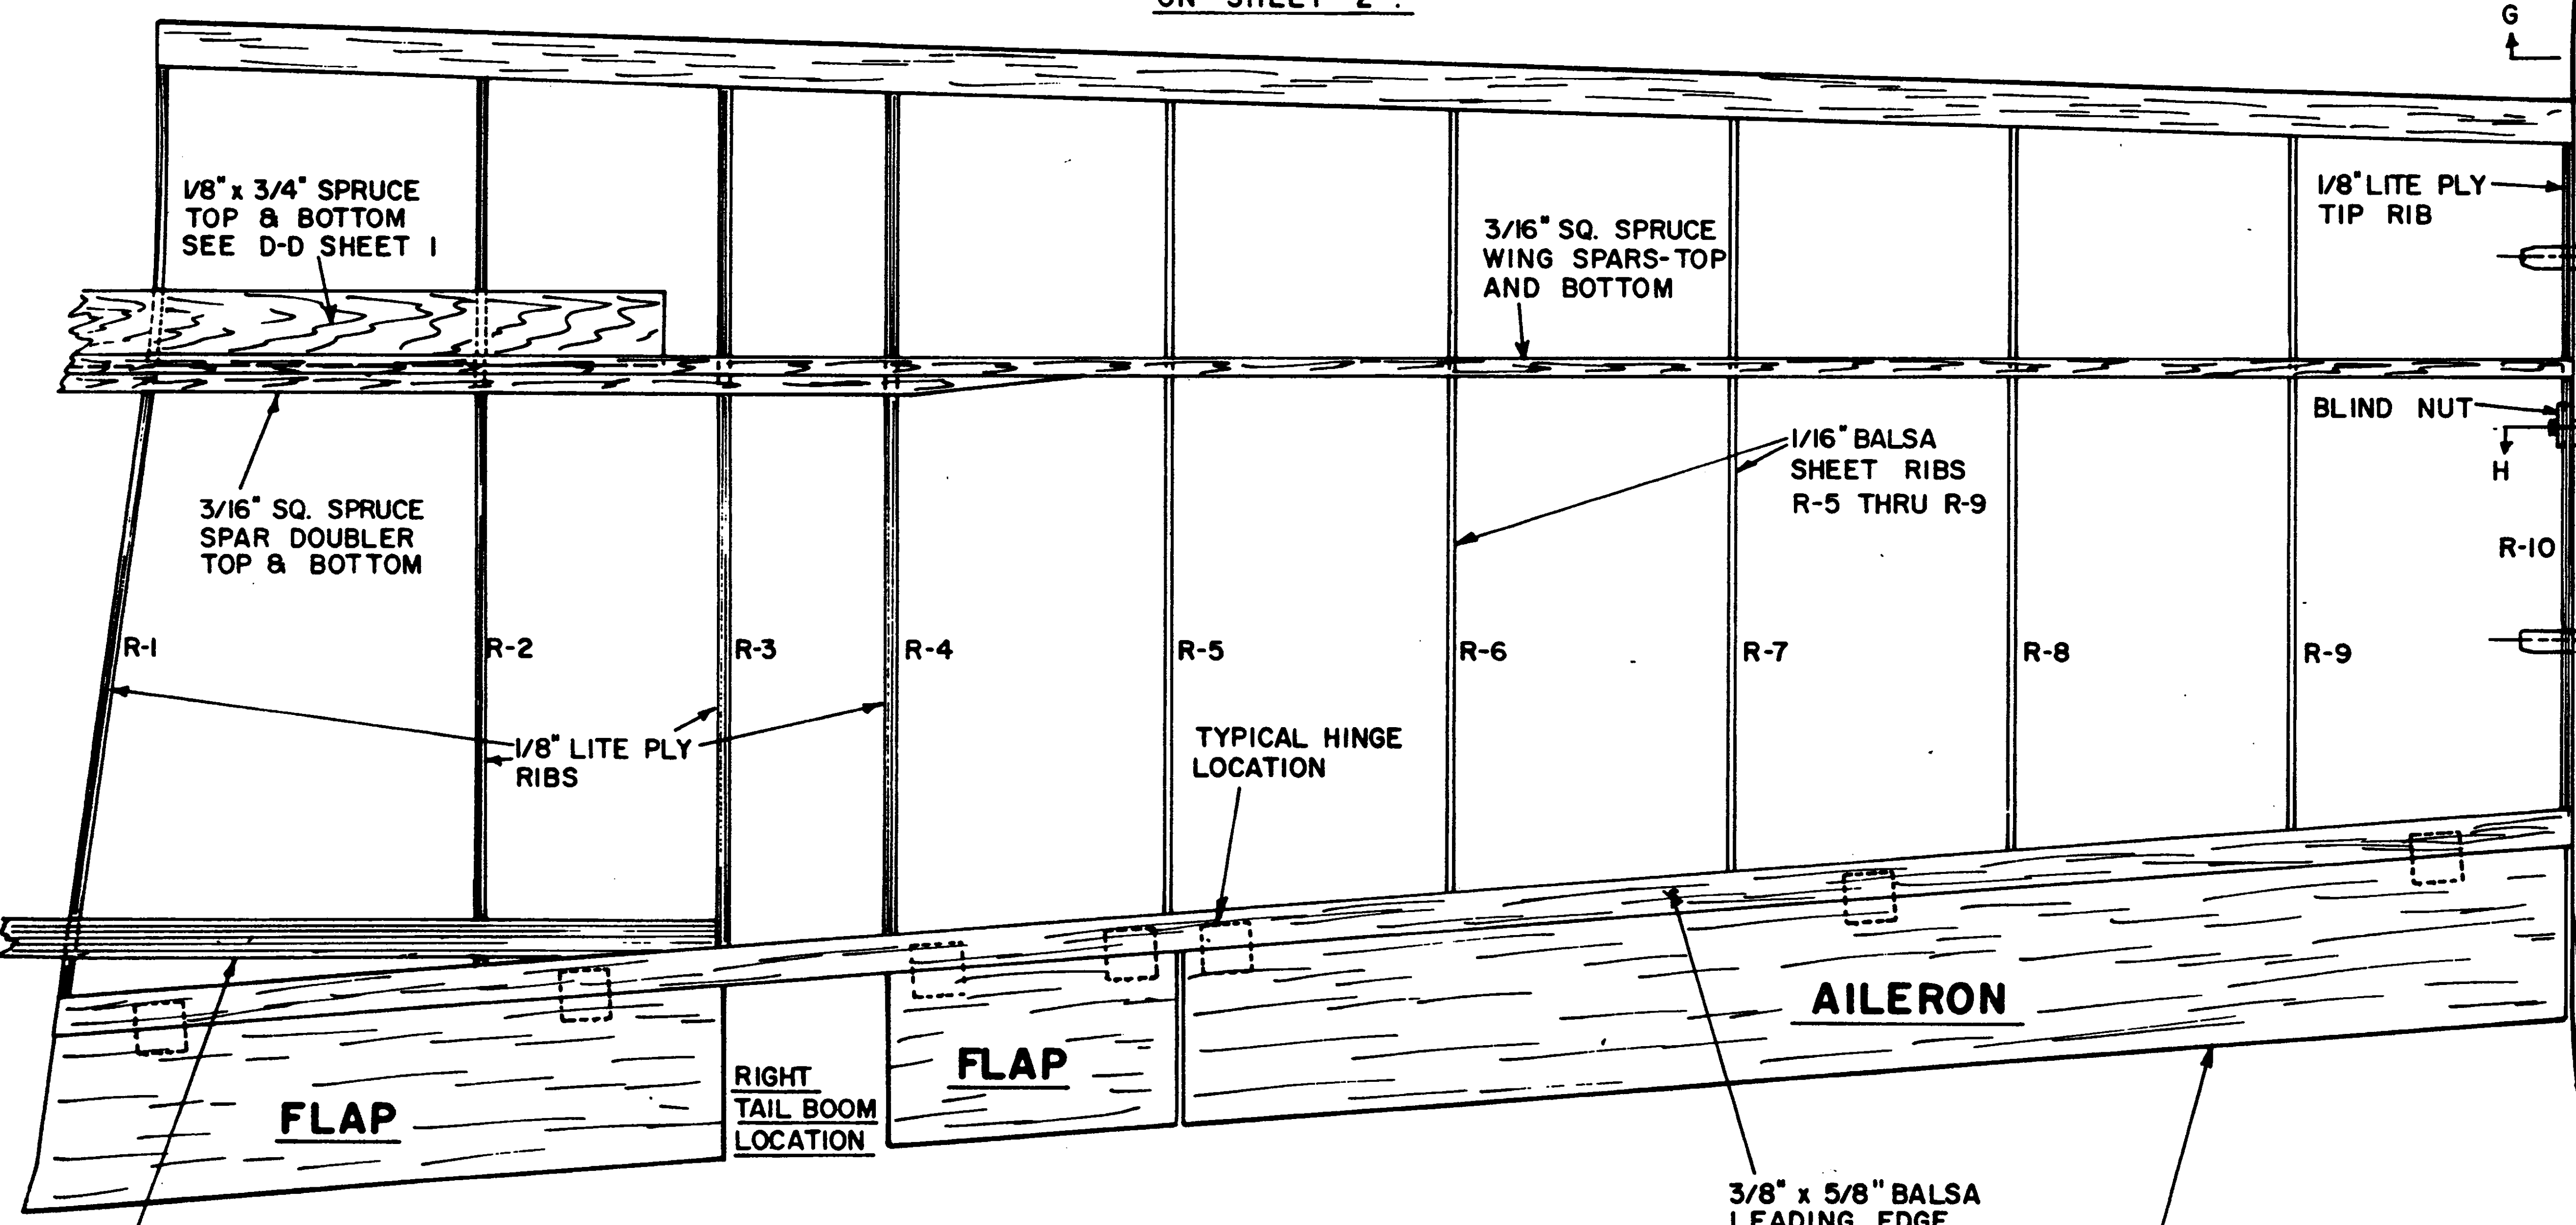 ON SHEET 2.
G
1/8" x 3/4" SPRUCE
TOP & BOTTOM
SEE D-D SHEET 1
3/16" SQ. SPRUCE
WING SPARS-TOP
AND BOTTOM
1/8" LITE PLY
TIP RIB
BLIND NUT
H
1/16" BALSA
SHEET RIBS
R-5 THRU R-9
3/16" SQ. SPRUCE
SPAR DOUBLER
TOP & BOTTOM
R-10
R-1
R-2
R-3
R-4
R-5
R-6
R-7
R-8
R-9
1/8" LITE PLY
RIBS
TYPICAL HINGE
LOCATION
AILERON
FLAP
FLAP
RIGHT
TAIL BOOM
LOCATION
3/8" x 5/8" BALSA
LEADING EDGE